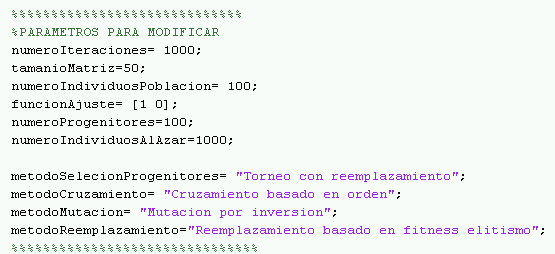 %%%%%%%%%%%%%%%%%%%%%%%%%%%%%
%PARAMETROS PARA MODIFICAR
numeroIteraciones= 1000;
tamanioMatriz=50;
numeroIndividuosPoblacion= 100;
funcionAjuste= [1 0];
numeroProgenitores=100;
numeroIndividuosAlAzar=1000;
metodoSelecionProgenitores= "Torneo con reemplazamiento";
metodoCruzamiento= "Cruzamiento basado en orden";
metodoMutacion= "Mutacion por inversion";
metodoReemplazamiento="Reemplazamiento basado en fitness elitismo";
%%%%%%%%%%%%%%%%%%%%%%%%%%%%%%%